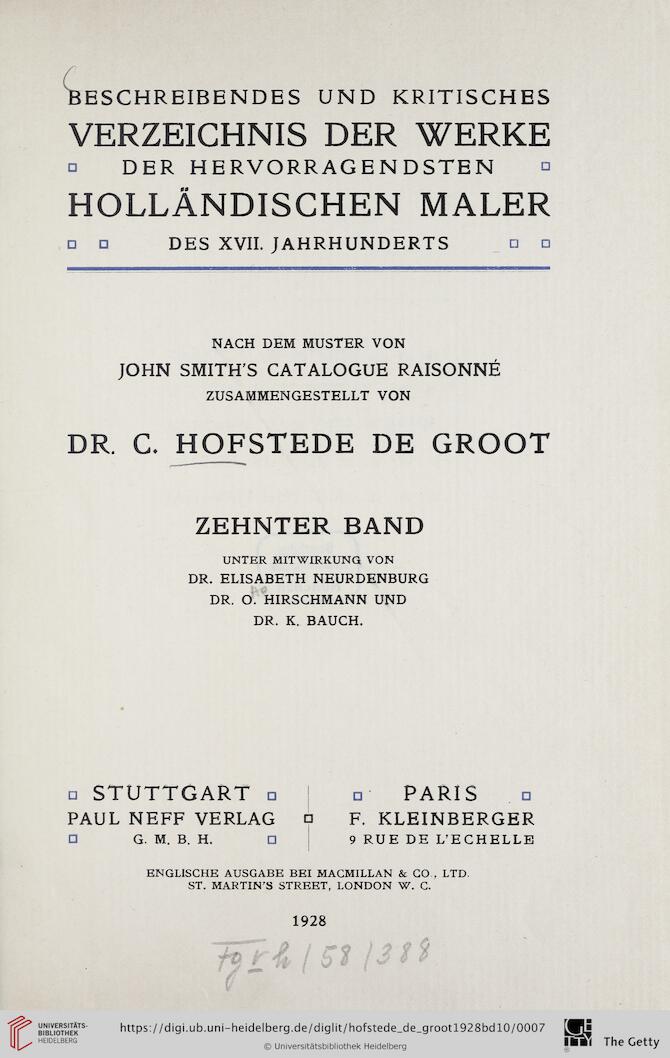 BESCHREIBENDES UND KRITISCHES
VERZEICHNIS DER WERKE
DER HERVORRAGENDSTEN
HOLLÄNDISCHEN MALER
DES XVII. JAHRHUNDERTS
NACH DEM MUSTER VON
JOHN SMITH'S CATALOGUE RAISONNÉ
ZUSAMMENGESTELLT VON
DR. C. HOFSTEDE DE GROOT
ZEHNTER BAND
UNTER MITWIRKUNG VON
DR. ELISABETH NEURDENBURG
DR. O. HIRSCHMANN UND
DR. K. BAUCH.
STUTTGART
PAUL NEFF VERLAG
G. M. B. H.
PARIS
F. KLEINBERGER
9 RUE DE L'ECHELLE
ENGLISCHE AUSGABE BEI MACMILLAN & CO., LTD.
ST. MARTIN'S STREET, LONDON W. C.
1928
/ 58 / 388
UNIVERSITÄTS-
BIBLIOTHEK
HEIDELBERG
https://digi.ub.uni-heidelberg.de/diglit/hofstede_de_groot1928bd10/0007
© Universitätsbibliothek Heidelberg
The Getty